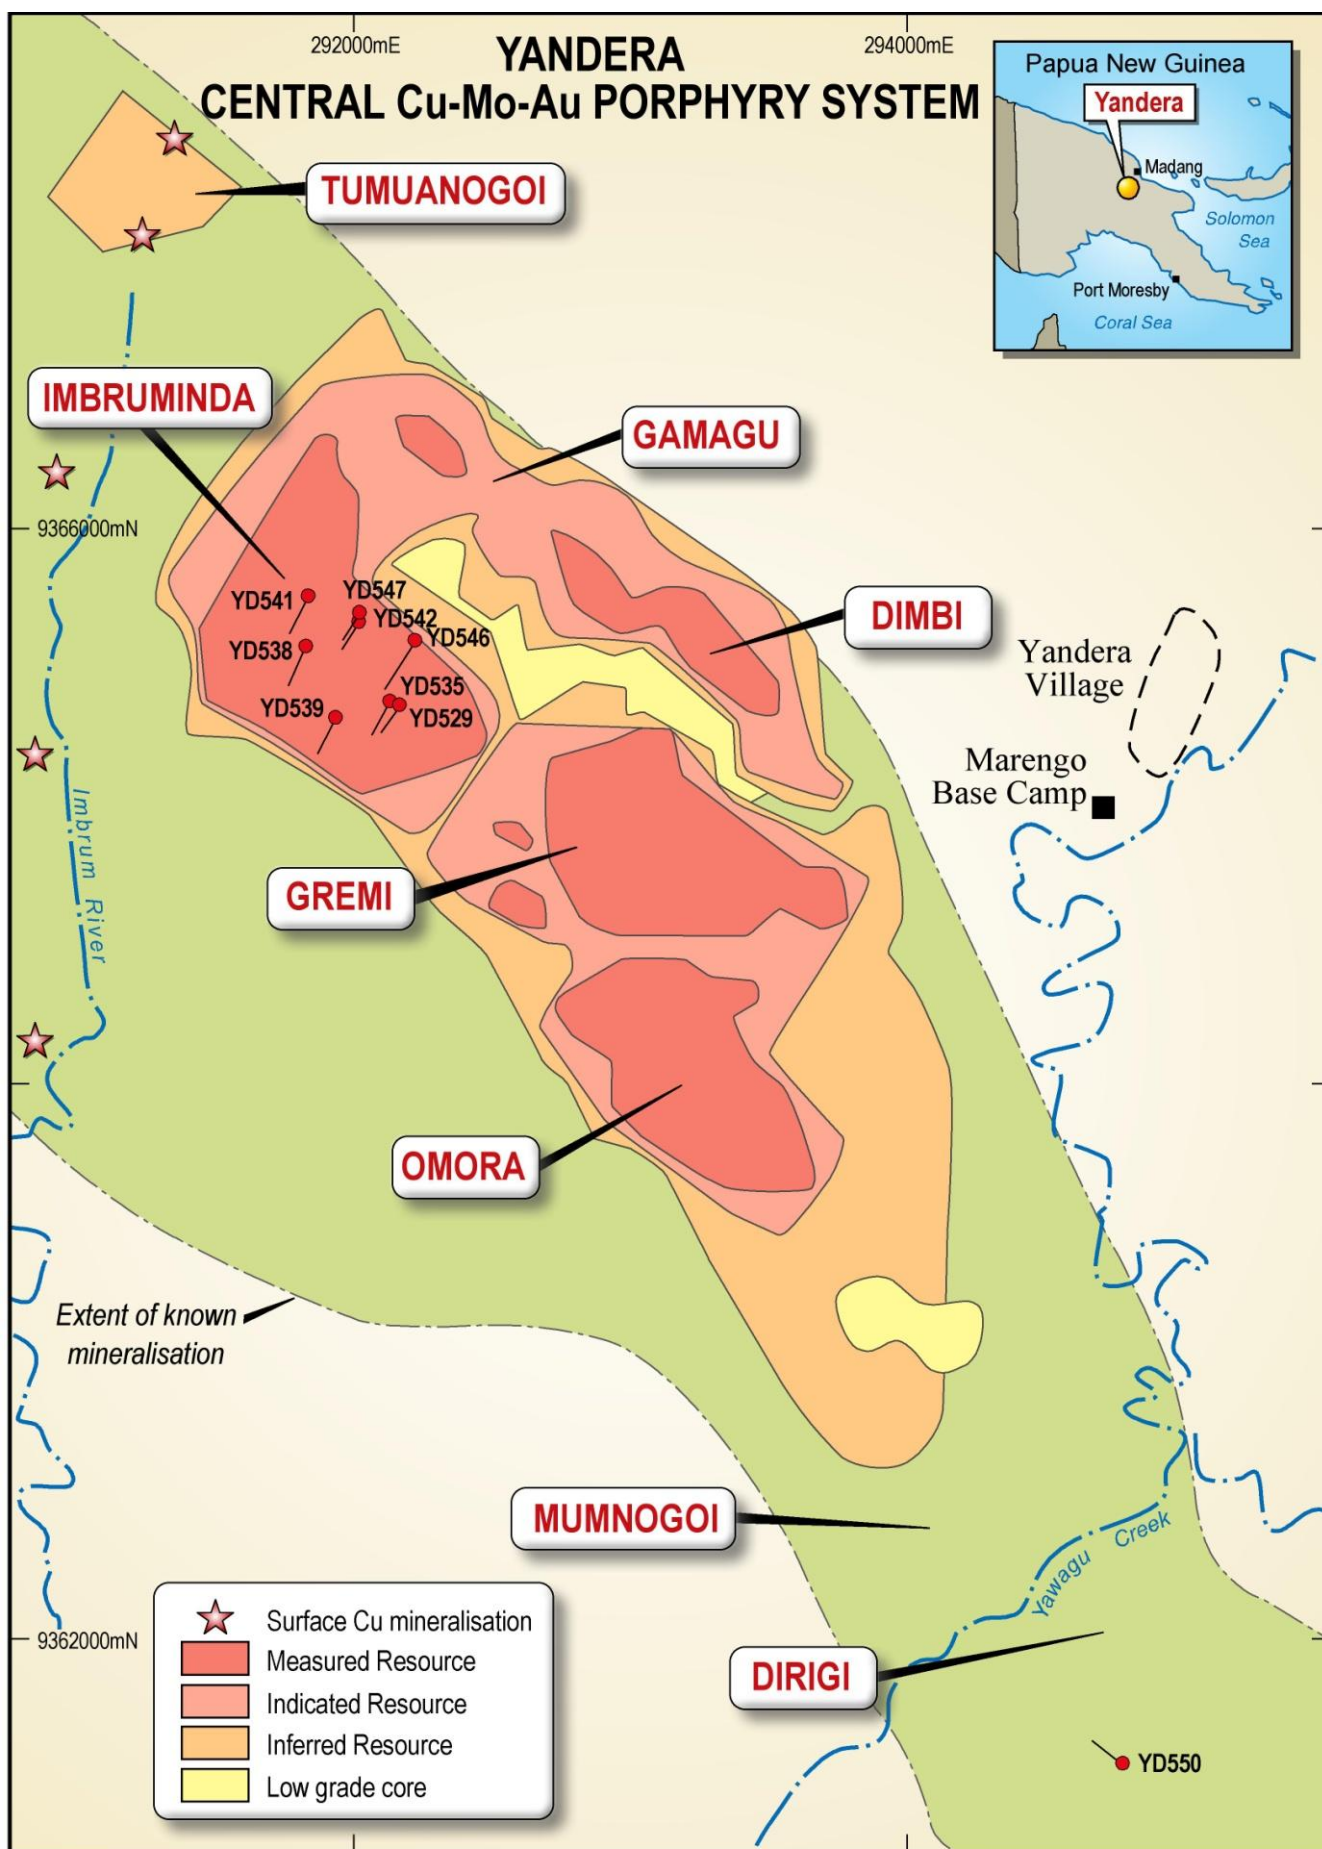 292000mE
294000mE
YANDERA
CENTRAL Cu-Mo-Au PORPHYRY SYSTEM
Papua New Guinea
Yandera
Madang
Solomon
Sea
Port Moresby
Coral Sea
TUMUANOGOI
IMBRUMINDA
GAMAGU
9366000mN
YD541
YD547
YD542
YD538
YD546
YD535
YD539
YD529
DIMBI
Yandera
Village
Marengo
Base Camp
Imbrum River
GREMI
OMORA
Extent of known
mineralisation
MUMNOGOI
Yawagu Creek
9362000mN
DIRIGI
YD550
Surface Cu mineralisation
Measured Resource
Indicated Resource
Inferred Resource
Low grade core